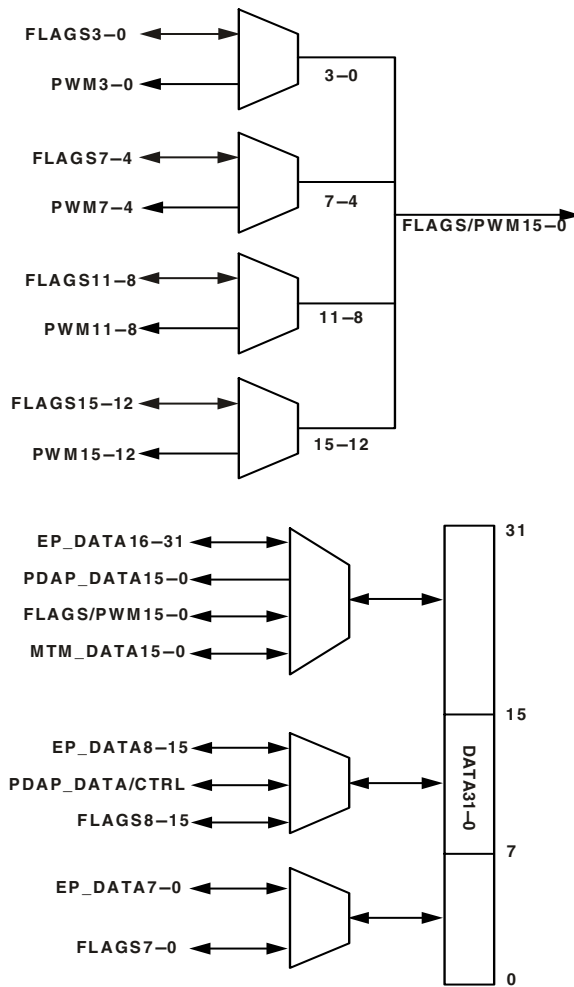 FLAGS3–0
PWM3–0
3–0
FLAGS7–4
PWM7–4
7–4
FLAGS/PWM15–0
FLAGS11–8
PWM11–8
11–8
FLAGS15–12
PWM15–12
15–12
EP_DATA16–31
PDAP_DATA15–0
FLAGS/PWM15–0
MTM_DATA15–0
31
15
EP_DATA8–15
PDAP_DATA/CTRL
FLAGS8–15
DATA31–0
7
EP_DATA7–0
FLAGS7–0
0